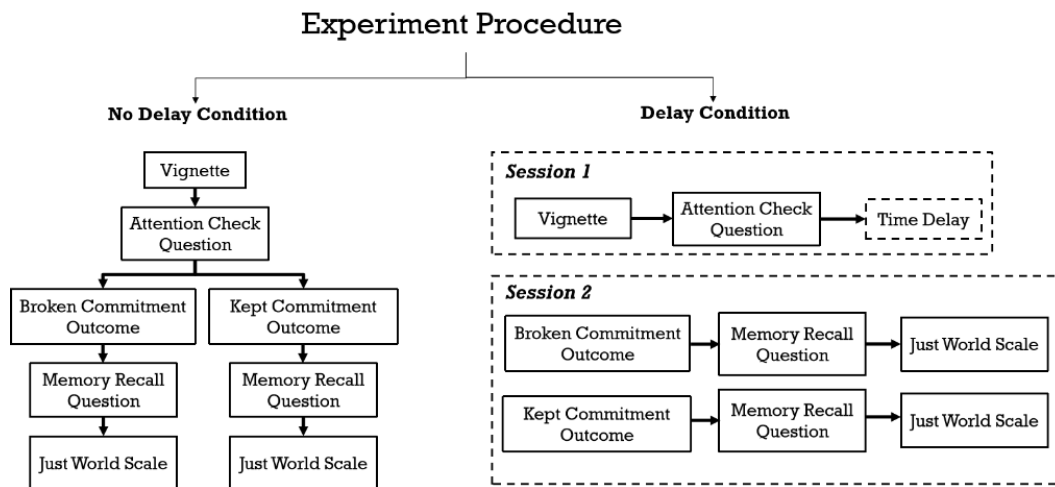 Experiment Procedure
No Delay Condition
Vignette
Attention Check
Question
Broken Commitment
Outcome
Kept Commitment
Outcome
Memory Recall
Question
Memory Recall
Question
Just World Scale
Just World Scale
Delay Condition
Session 1
Vignette
Attention Check
Question
Time Delay
Session 2
Broken Commitment
Outcome
Memory Recall
Question
Just World Scale
Kept Commitment
Outcome
Memory Recall
Question
Just World Scale